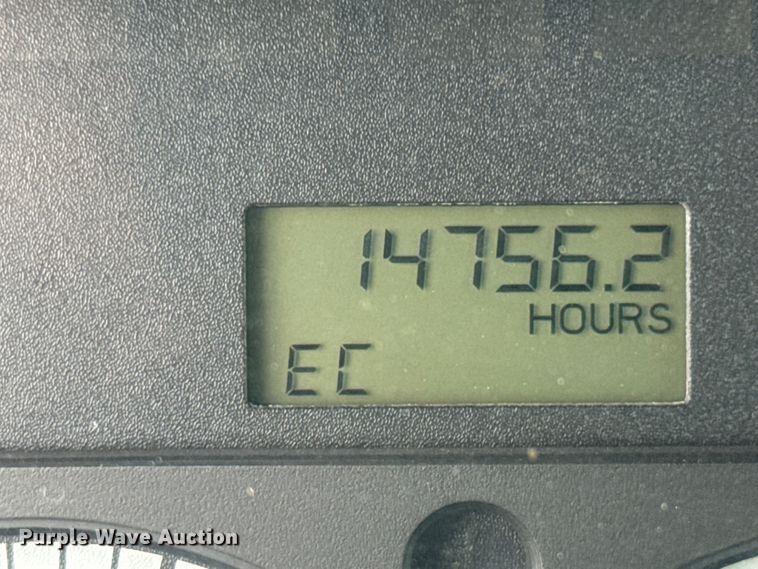 14756.2
HOURS
EC
Purple Wave Auction